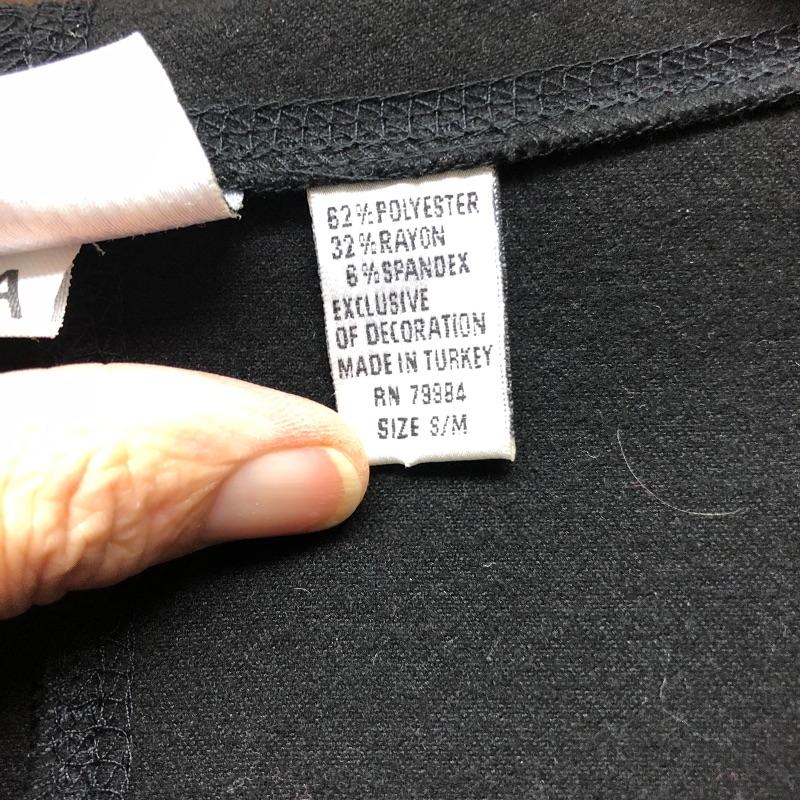 62%POLYESTER
32%RAYON
6%SPANDEX
EXCLUSIVE
OF DECORATION
MADE IN TURKEY
RN 79984
SIZE S/M
A